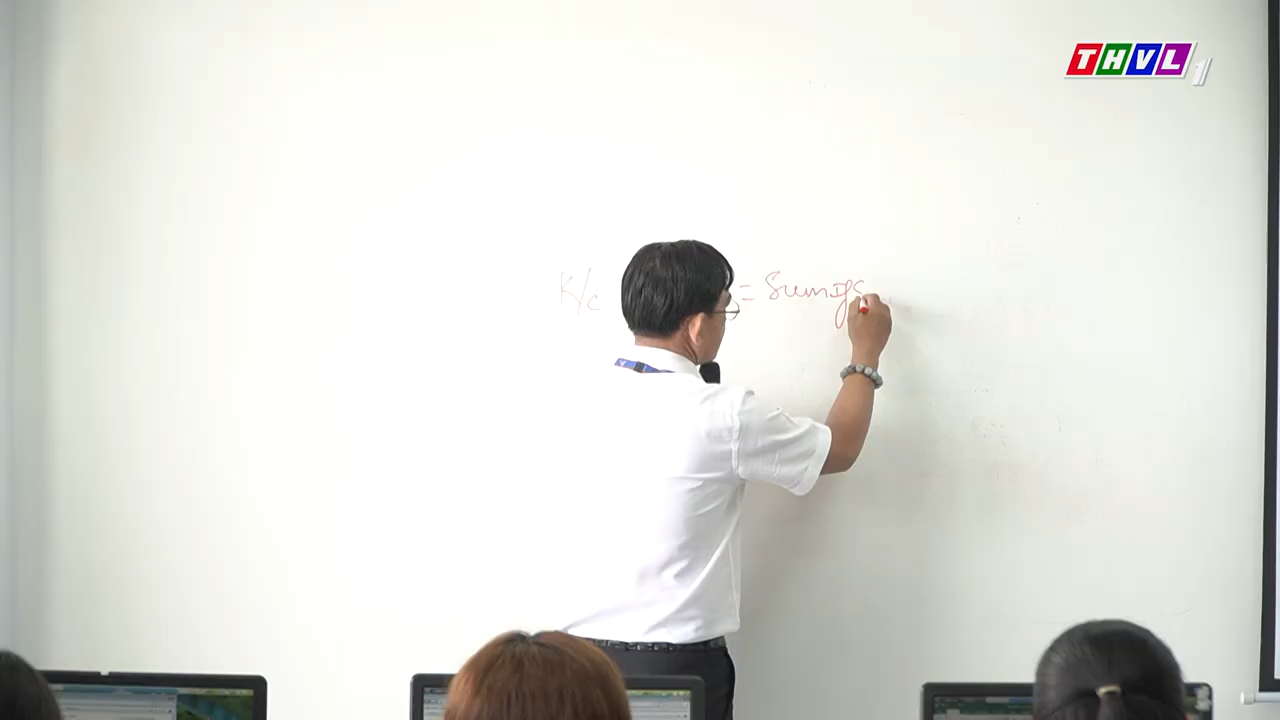 THVL1
K/c = Sumifs